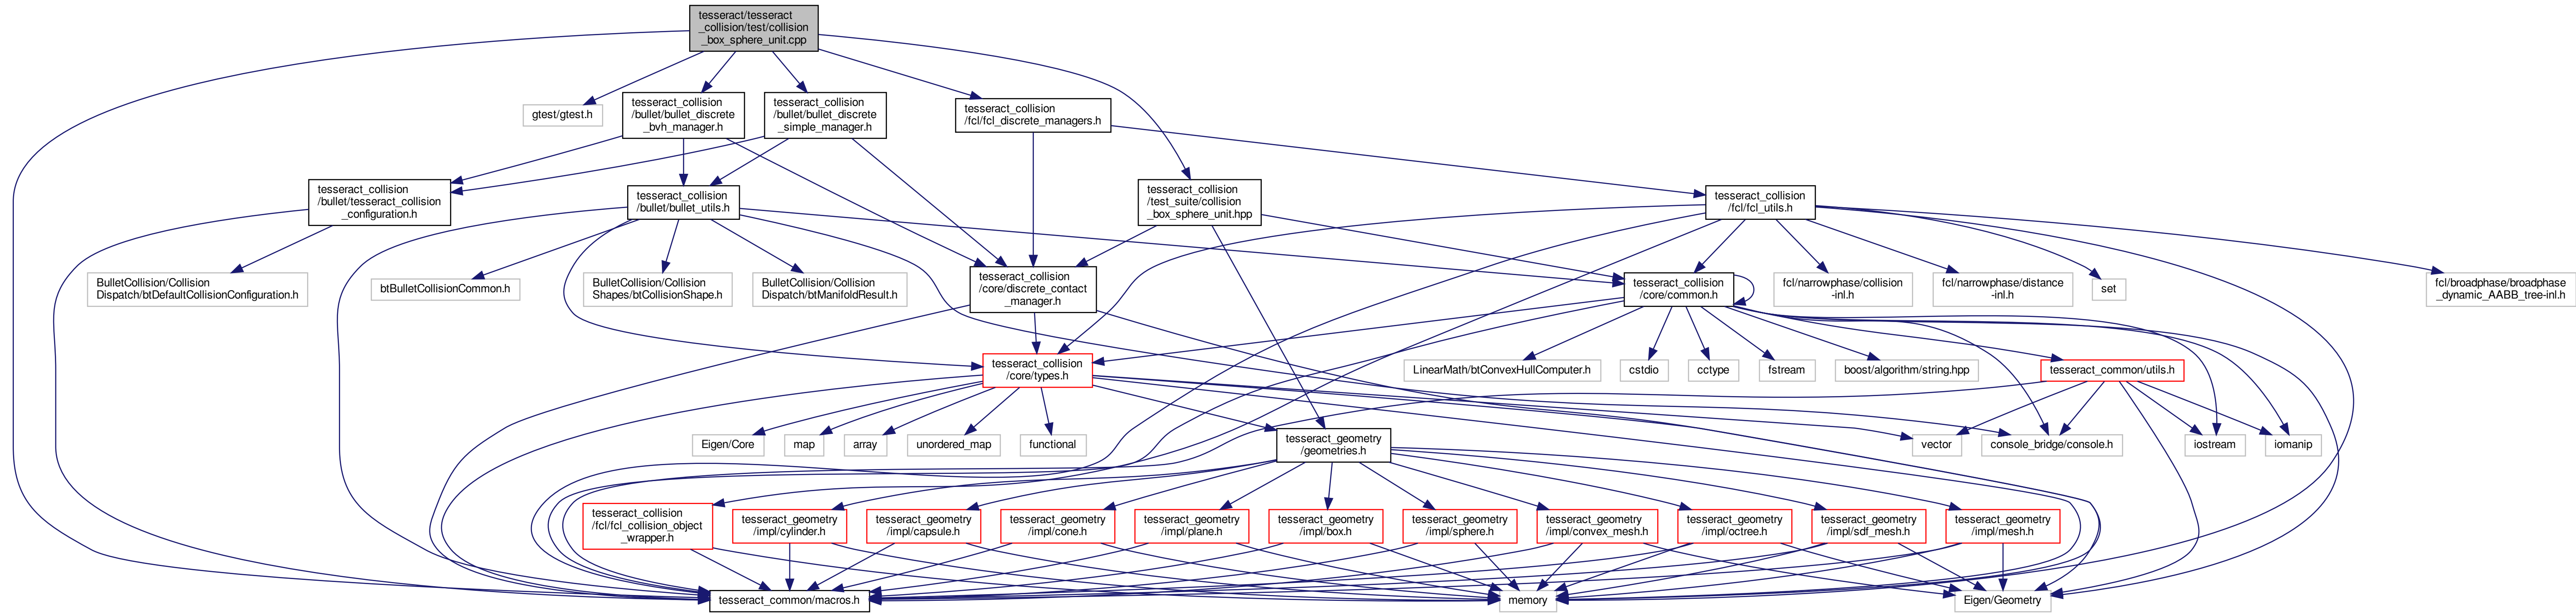 tesseract/tesseract
_collision/test/collision
_box_sphere_unit.cpp
gtest/gtest.h
tesseract_collision
/bullet/bullet_discrete
_bvh_manager.h
tesseract_collision
/bullet/bullet_discrete
_simple_manager.h
tesseract_collision
/fcl/fcl_discrete_managers.h
tesseract_collision
/bullet/tesseract_collision
_configuration.h
tesseract_collision
/bullet/bullet_utils.h
tesseract_collision
/test_suite/collision
_box_sphere_unit.hpp
tesseract_collision
/fcl/fcl_utils.h
BulletCollision/Collision
Dispatch/btDefaultCollisionConfiguration.h
btBulletCollisionCommon.h
BulletCollision/Collision
Shapes/btCollisionShape.h
BulletCollision/Collision
Dispatch/btManifoldResult.h
tesseract_collision
/core/discrete_contact
_manager.h
tesseract_collision
/core/common.h
fcl/narrowphase/collision
-inl.h
fcl/narrowphase/distance
-inl.h
set
fcl/broadphase/broadphase
_dynamic_AABB_tree-inl.h
tesseract_collision
/core/types.h
LinearMath/btConvexHullComputer.h
cstdio
cctype
fstream
boost/algorithm/string.hpp
tesseract_common/utils.h
Eigen/Core
map
array
unordered_map
functional
tesseract_geometry
/geometries.h
vector
console_bridge/console.h
iostream
iomanip
tesseract_collision
/fcl/fcl_collision_object
_wrapper.h
tesseract_geometry
/impl/cylinder.h
tesseract_geometry
/impl/capsule.h
tesseract_geometry
/impl/cone.h
tesseract_geometry
/impl/plane.h
tesseract_geometry
/impl/box.h
tesseract_geometry
/impl/sphere.h
tesseract_geometry
/impl/convex_mesh.h
tesseract_geometry
/impl/octree.h
tesseract_geometry
/impl/sdf_mesh.h
tesseract_geometry
/impl/mesh.h
tesseract_common/macros.h
memory
Eigen/Geometry